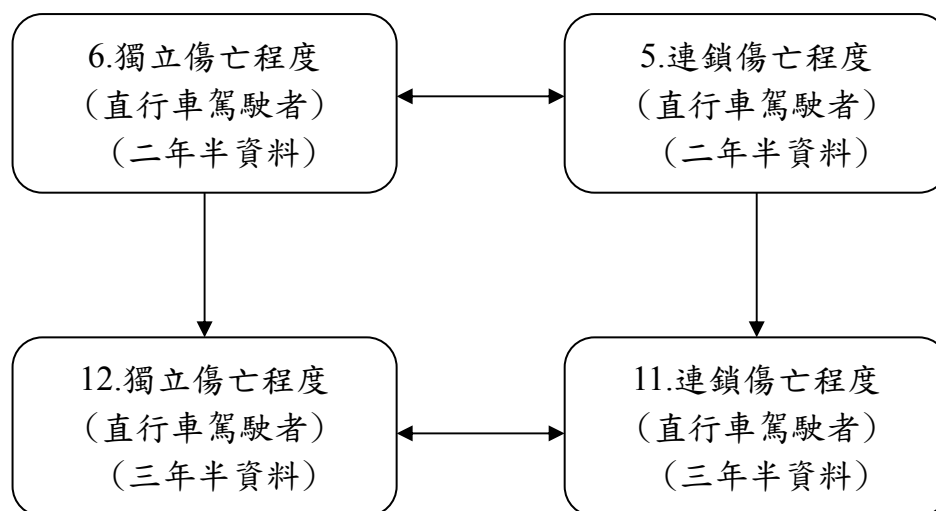 6.獨立傷亡程度
（直行車駕駛者）
（二年半資料）
5.連鎖傷亡程度
（直行車駕駛者）
（二年半資料）
12.獨立傷亡程度
（直行車駕駛者）
（三年半資料）
11.連鎖傷亡程度
（直行車駕駛者）
（三年半資料）